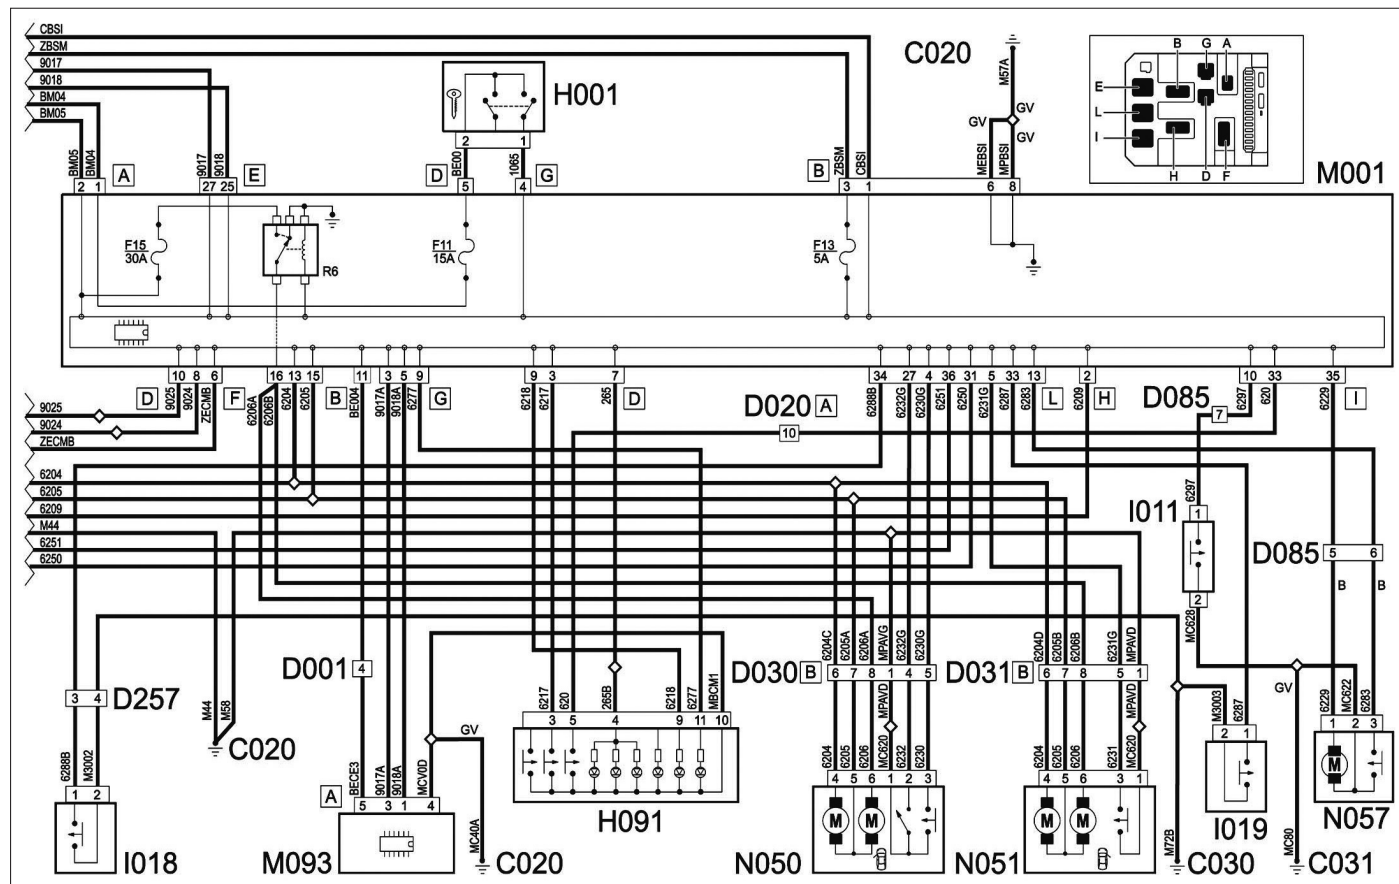 CBSI
ZBSM
9017
9018
BM04
BM05
C020
M57A
H001
GV
GV GV
B G A
E
L
I
H D F
M001
2 1
BM05 BM04 A 9017 9018 E D BE00 1065 G B ZBSM CBSI MEBSI MPBSI
2 1 27 25 5 4 3 1 6 8
F15
30A
R6
F11
15A
F13
5A
10 8 6 16 13 15 11 3 5 9 9 3 7 34 27 4 36 31 5 33 13 2 10 33 35
D 9025 9024 ZECMB F 6206A 6206B 6204 6205 B BE004 9017A 9018A 6277 G 6218 6217 265 D D020 A 6288B 6232G 6230G 6251 6250 6231G 6287 6283 L 6209 H D085 6297 620 6229 I
9025
9024
ZECMB
10
7
6204
6205
6209
M44
6251
6250
6297
1
I011
2
MC628
D085 5 6
B B
6204C 6205A 6206A MPAVG 6232G 6230G
6204D 6205B 6206B 6231G MPAVD
D001 4
D030 B 6 7 8 1 4 5
D031 B 6 7 8 5 1
3 4 D257
M44 M58
C020
6217 620 265B 6218 6277 MBCM1
3 5 4 9 11 10
GV
6204 6205 6206 MC620 MPAVD 6232 6230
4 5 6 1 2 3
6204 6205 6206 6231 MC620 MPAVD
4 5 6 3 1
M3003 6287
2 1
GV
6229 MC622 6283
1 2 3
6288B M3002
1 2
I018
BECE3 9017A 9018A MCV0D
A 5 3 1 4
M093
MC40A
C020
H091
M M
N050
M M
N051
M72B
C030
I019
MC80
C031
M
N057